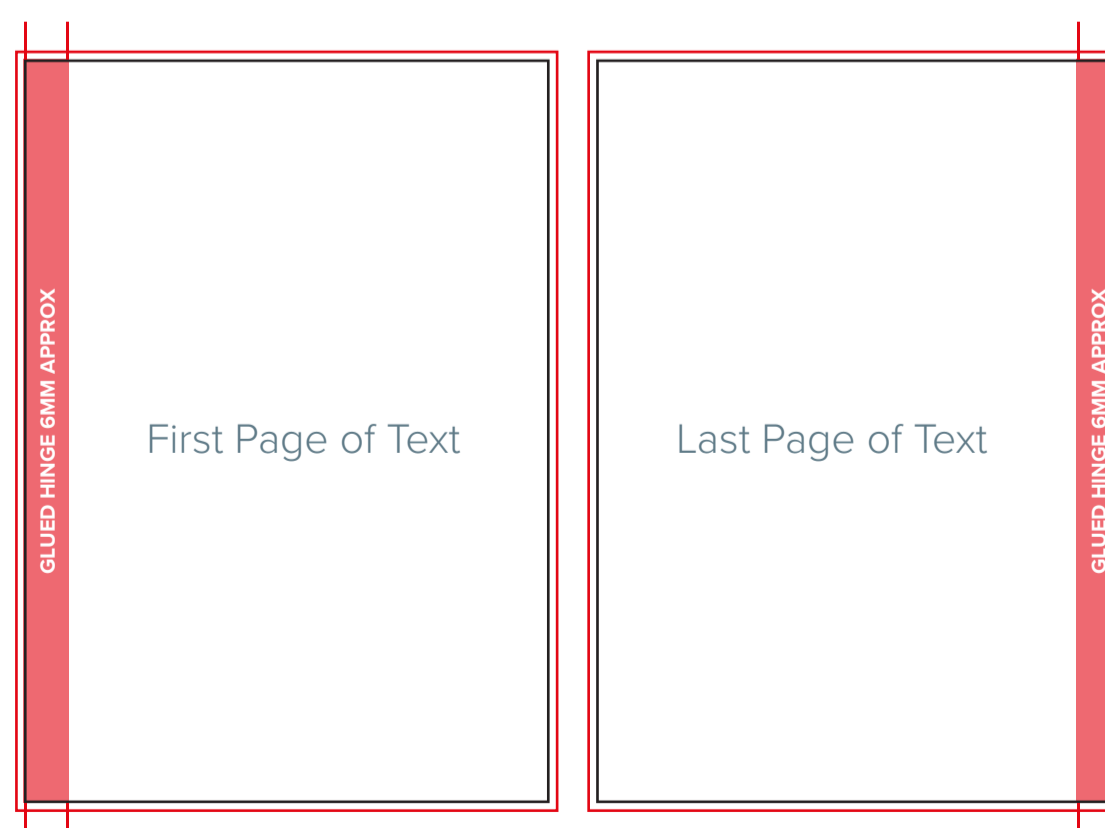 GLUED HINGE 6MM APPROX
First Page of Text
Last Page of Text
GLUED HINGE 6MM APPROX